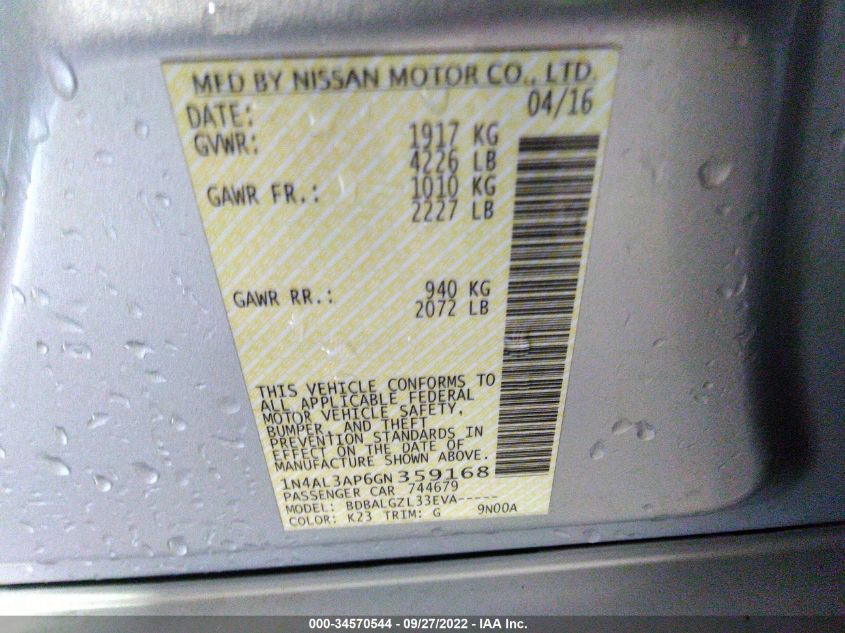 MFD BY NISSAN MOTOR CO., LTD.
DATE: 04/16
GVWR: 1917 KG
4226 LB
GAWR FR.: 1010 KG
2227 LB
GAWR RR.: 940 KG
2072 LB
THIS VEHICLE CONFORMS TO
ALL APPLICABLE FEDERAL
MOTOR VEHICLE SAFETY,
BUMPER, AND THEFT
PREVENTION STANDARDS IN
EFFECT ON THE DATE OF
MANUFACTURE SHOWN ABOVE.
1N4AL3AP6GN359168
PASSENGER CAR 744679
MODEL: BDBALGZL33EVA-----
COLOR: K23 TRIM: G 9N00A
000-34570544 - 09/27/2022 - IAA Inc.